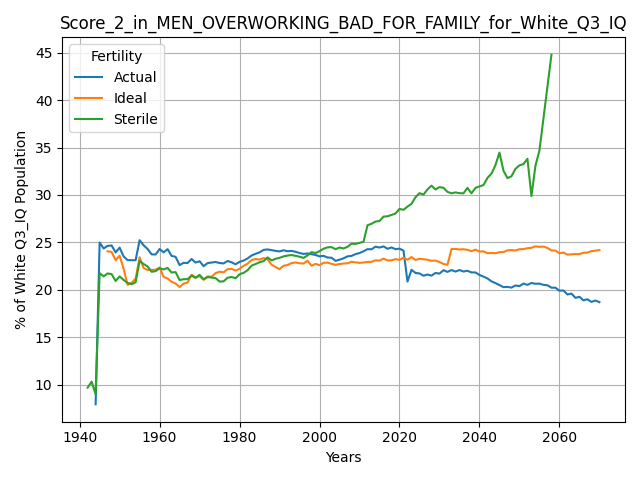 Score_2_in_MEN_OVERWORKING_BAD_FOR_FAMILY_for_White_Q3_IQ
Fertility
Actual
Ideal
Sterile
% of White Q3_IQ Population
45
40
35
30
25
20
15
10
1940
1960
1980
2000
2020
2040
2060
Years